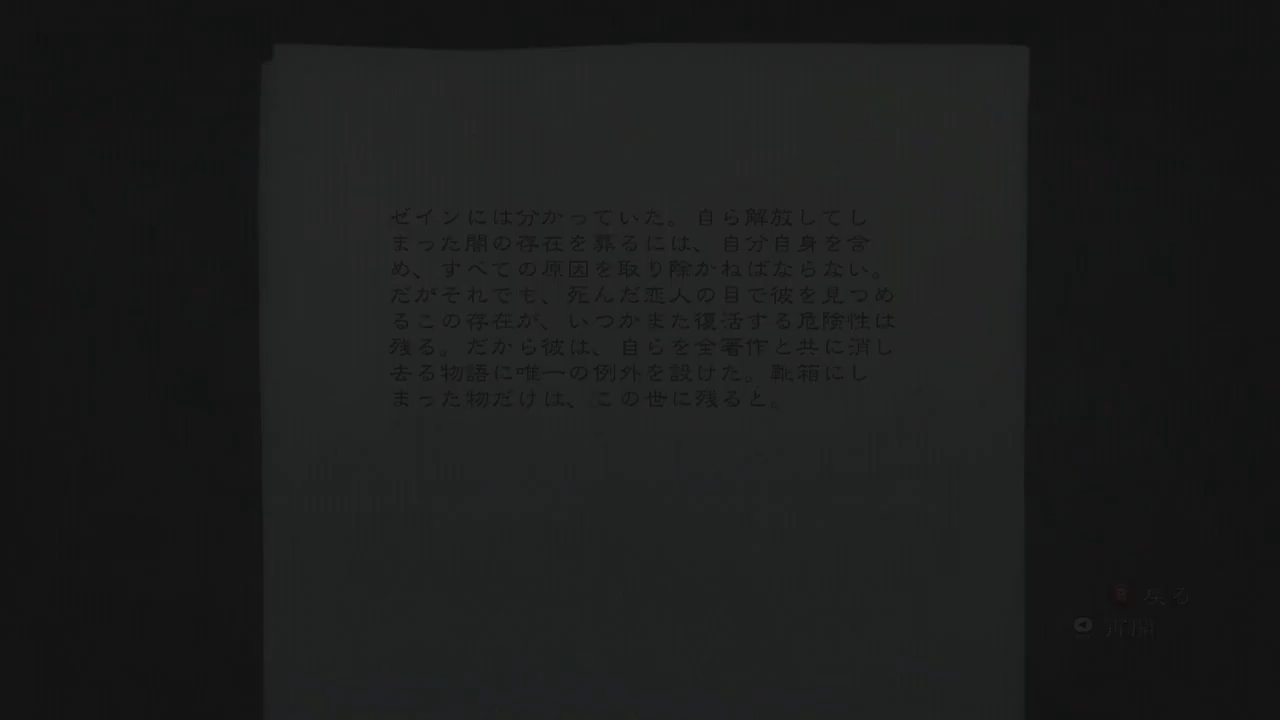 ゼインには分かっていた。自ら解放してし
まった闇の存在を葬るには、自分自身を含
め、すべての原因を取り除かねばならない。
だがそれでも、死んだ恋人の目で彼を見つめ
るこの存在が、いつかまた復活する危険性は
残る。だから彼は、自らを全著作と共に消し
去る物語に唯一の例外を設けた。靴箱にし
まった物だけは、この世に残ると。
B 戻る
再開